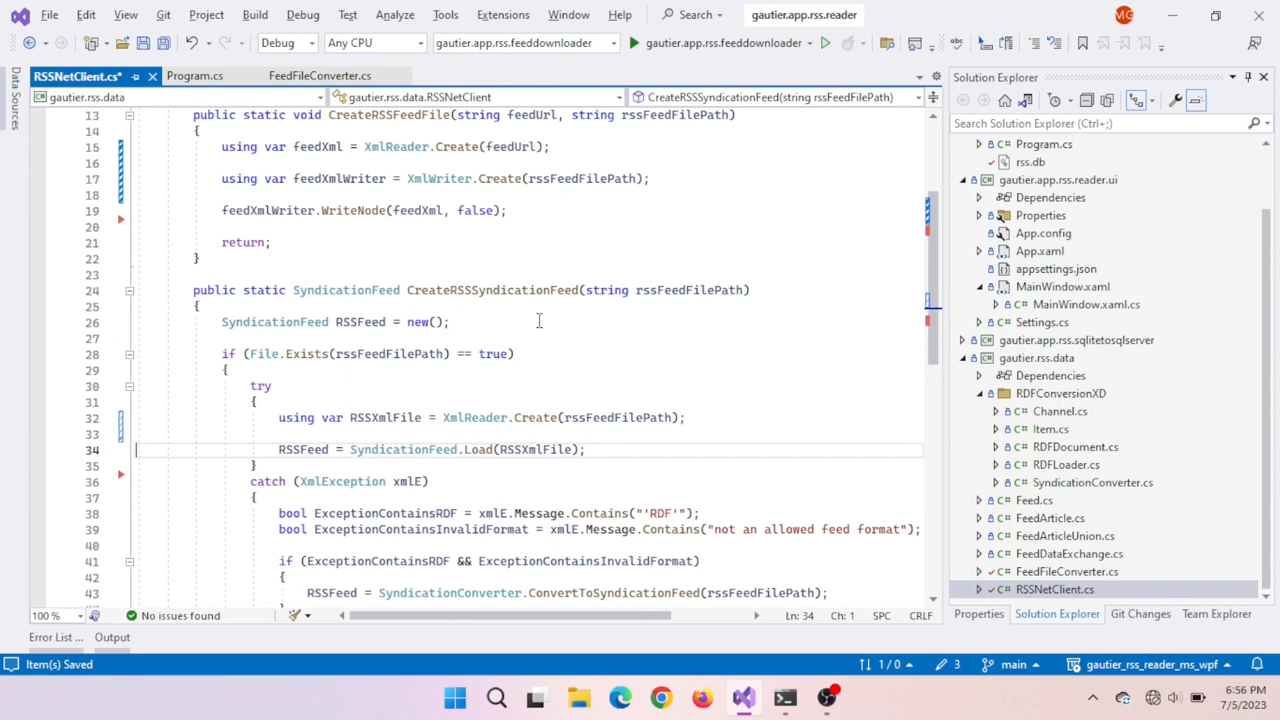 File Edit View Git Project Build Debug Test Analyze Tools Extensions Window Help Search gautier.app.rss.reader MG
Debug Any CPU gautier.app.rss.feeddownloader gautier.app.rss.feeddownloader
Data Sources
RSSNetClient.cs* Program.cs FeedFileConverter.cs
gautier.rss.data gautier.rss.data.RSSNetClient CreateRSSSyndicationFeed(string rssFeedFilePath)
13 public static void CreateRSSFeedFile(string feedUrl, string rssFeedFilePath)
14 {
15 using var feedXml = XmlReader.Create(feedUrl);
16
17 using var feedXmlWriter = XmlWriter.Create(rssFeedFilePath);
18
19 feedXmlWriter.WriteNode(feedXml, false);
20
21 return;
22 }
23
24 public static SyndicationFeed CreateRSSSyndicationFeed(string rssFeedFilePath)
25 {
26 SyndicationFeed RSSFeed = new();
27
28 if (File.Exists(rssFeedFilePath) == true)
29 {
30 try
31 {
32 using var RSSXmlFile = XmlReader.Create(rssFeedFilePath);
33
34 RSSFeed = SyndicationFeed.Load(RSSXmlFile);
35 }
36 catch (XmlException xmlE)
37 {
38 bool ExceptionContainsRDF = xmlE.Message.Contains("'RDF'");
39 bool ExceptionContainsInvalidFormat = xmlE.Message.Contains("not an allowed feed format");
40
41 if (ExceptionContainsRDF && ExceptionContainsInvalidFormat)
42 {
43 RSSFeed = SyndicationConverter.ConvertToSyndicationFeed(rssFeedFilePath);
100 % No issues found Ln: 34 Ch: 1 SPC CRLF
Error List ... Output
Solution Explorer
Search Solution Explorer (Ctrl+;)
C# Program.cs
rss.db
gautier.app.rss.reader.ui
Dependencies
Properties
App.config
App.xaml
appsettings.json
MainWindow.xaml
C# MainWindow.xaml.cs
C# Settings.cs
gautier.app.rss.sqlitetosqlserver
gautier.rss.data
Dependencies
RDFConversionXD
C# Channel.cs
C# Item.cs
C# RDFDocument.cs
C# RDFLoader.cs
C# SyndicationConverter.cs
C# Feed.cs
C# FeedArticle.cs
C# FeedArticleUnion.cs
C# FeedDataExchange.cs
C# FeedFileConverter.cs
C# RSSNetClient.cs
Properties Solution Explorer Git Changes Team Explorer
Item(s) Saved 1 / 0 3 main gautier_rss_reader_ms_wpf
6:56 PM
7/5/2023